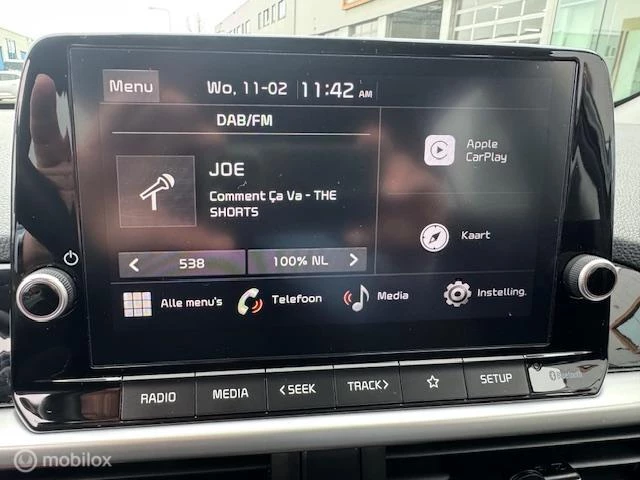 Menu
Wo, 11-02 11:42 AM
DAB/FM
JOE
Comment Ça Va - THE
SHORTS
< 538
100% NL >
Apple
CarPlay
Kaart
Alle menu's
Telefoon
Media
Instelling.
RADIO
MEDIA
<SEEK
TRACK>
☆
SETUP
Bluetooth
mobilox